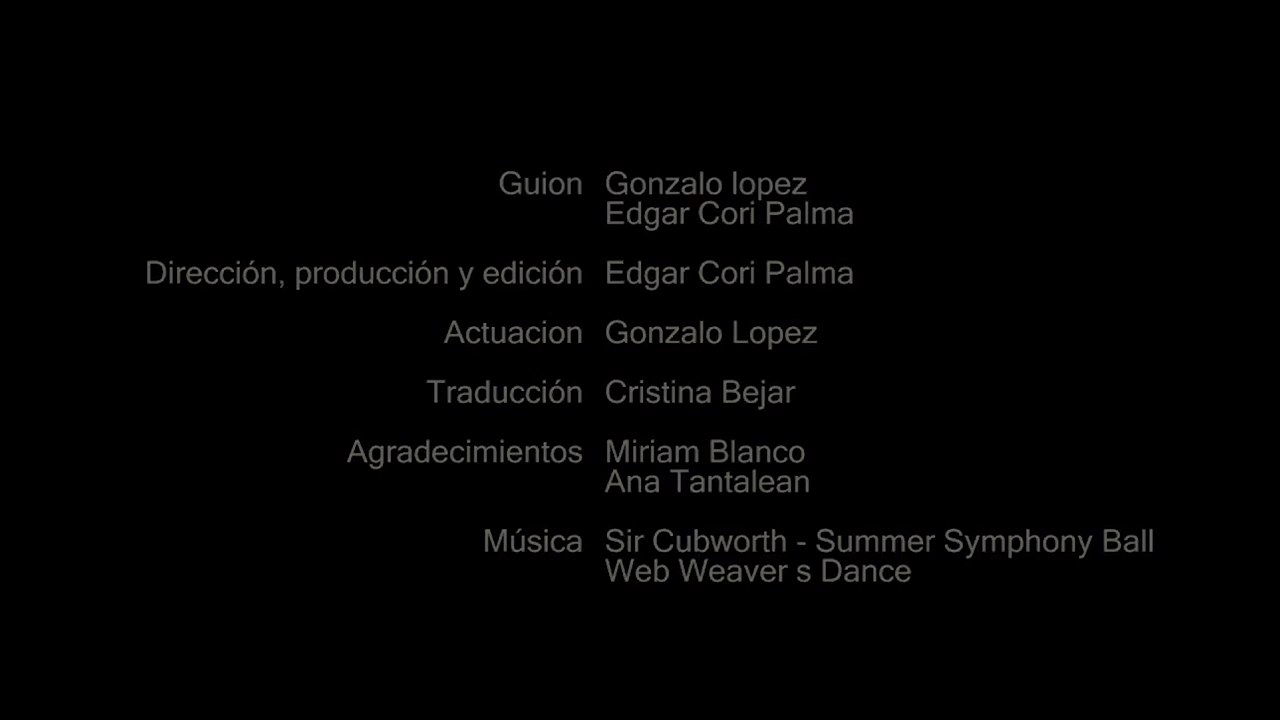 Guion Gonzalo lopez
Edgar Cori Palma
Dirección, producción y edición Edgar Cori Palma
Actuacion Gonzalo Lopez
Traducción Cristina Bejar
Agradecimientos Miriam Blanco
Ana Tantalean
Música Sir Cubworth - Summer Symphony Ball
Web Weaver s Dance